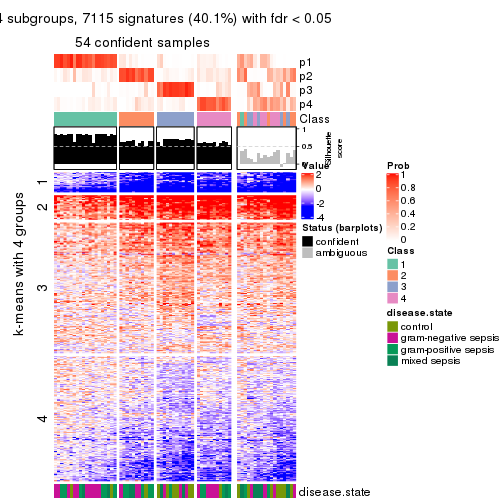 4 subgroups, 7115 signatures (40.1%) with fdr < 0.05
54 confident samples
p1
p2
p3
p4
Class
1
0.5
0
Silhouette
score
k-means with 4 groups
1
2
3
4
disease.state
Value
2
0
-2
-4
Status (barplots)
confident
ambiguous
Prob
1
0.8
0.6
0.4
0.2
0
Class
1
2
3
4
disease.state
control
gram-negative sepsis
gram-positive sepsis
mixed sepsis